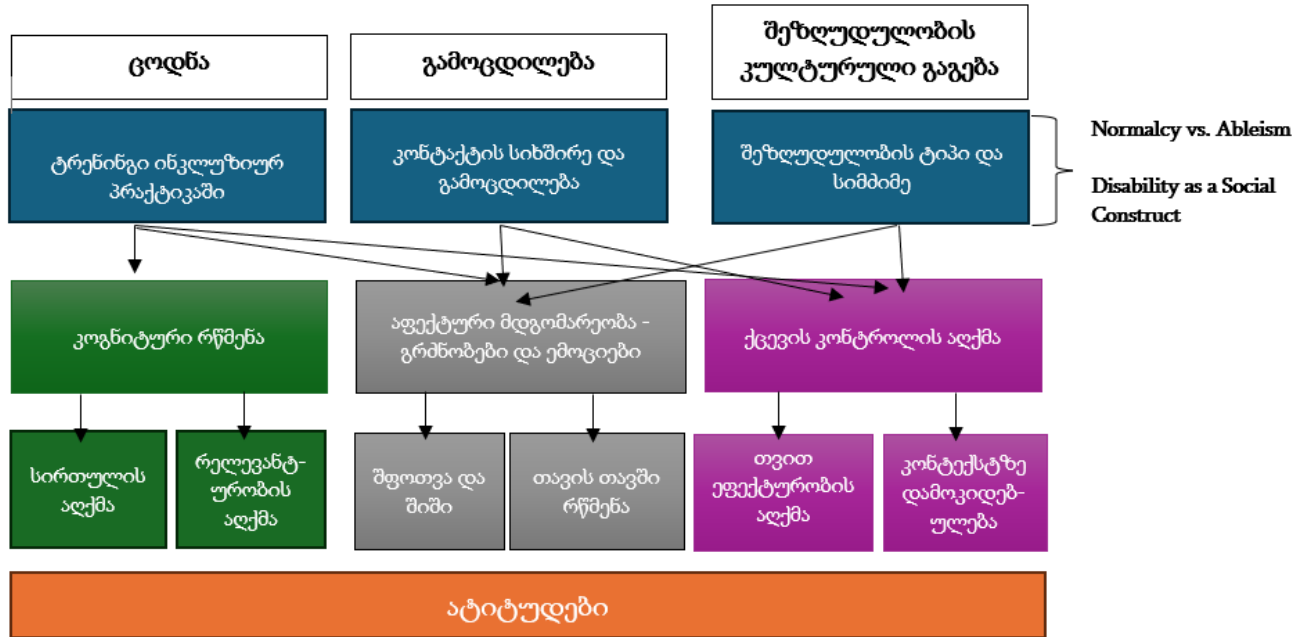 ცოდნა
გამოცდილება
შეზღუდულობის
კულტურული გაგება
ტრენინგი ინკლუზიურ
პრაქტიკაში
კონტაქტის სიხშირე და
გამოცდილება
შეზღუდულობის ტიპი და
სიმძიმე
Normalcy vs. Ableism
Disability as a Social
Construct
კოგნიტური რწმენა
აფექტური მდგომარეობა -
გრძნობები და ემოციები
ქცევის კონტროლის აღქმა
სირთულის
აღქმა
რელევანტ-
ურობის
აღქმა
შფოთვა და
შიში
თავის თავში
რწმენა
თვით
ეფექტურობის
აღქმა
კონტექსტზე
დამოკიდებ-
ულება
ატიტუდები